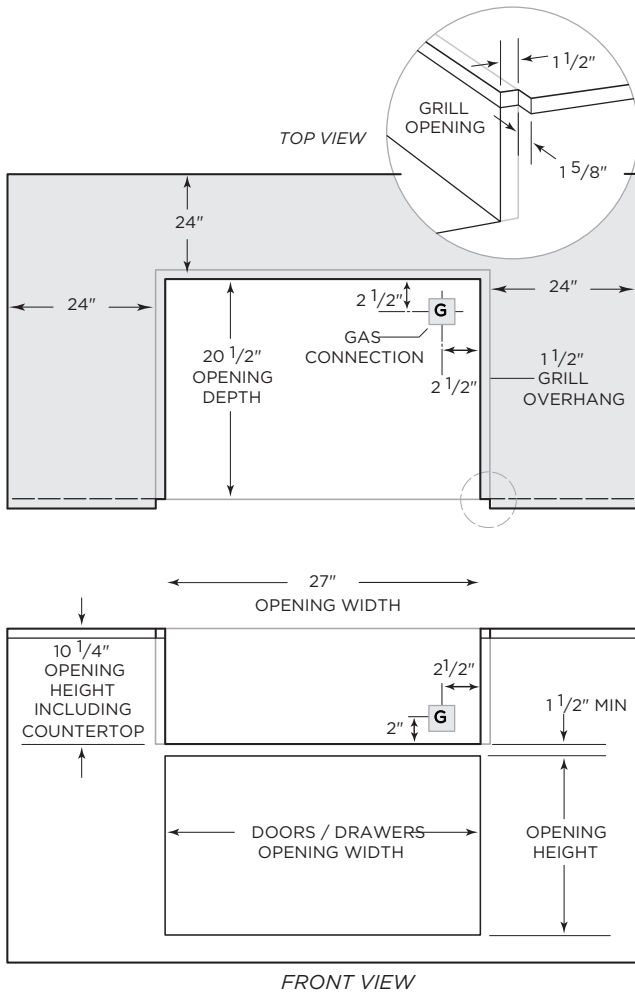 1 1/2"
GRILL
OPENING
TOP VIEW
1 5/8"
24"
24"
2 1/2"
G
24"
GAS
CONNECTION
20 1/2"
OPENING
DEPTH
2 1/2"
1 1/2"
GRILL
OVERHANG
27"
OPENING WIDTH
10 1/4"
OPENING
HEIGHT
INCLUDING
COUNTERTOP
2 1/2"
G
2"
1 1/2" MIN
DOORS / DRAWERS
OPENING WIDTH
OPENING
HEIGHT
FRONT VIEW